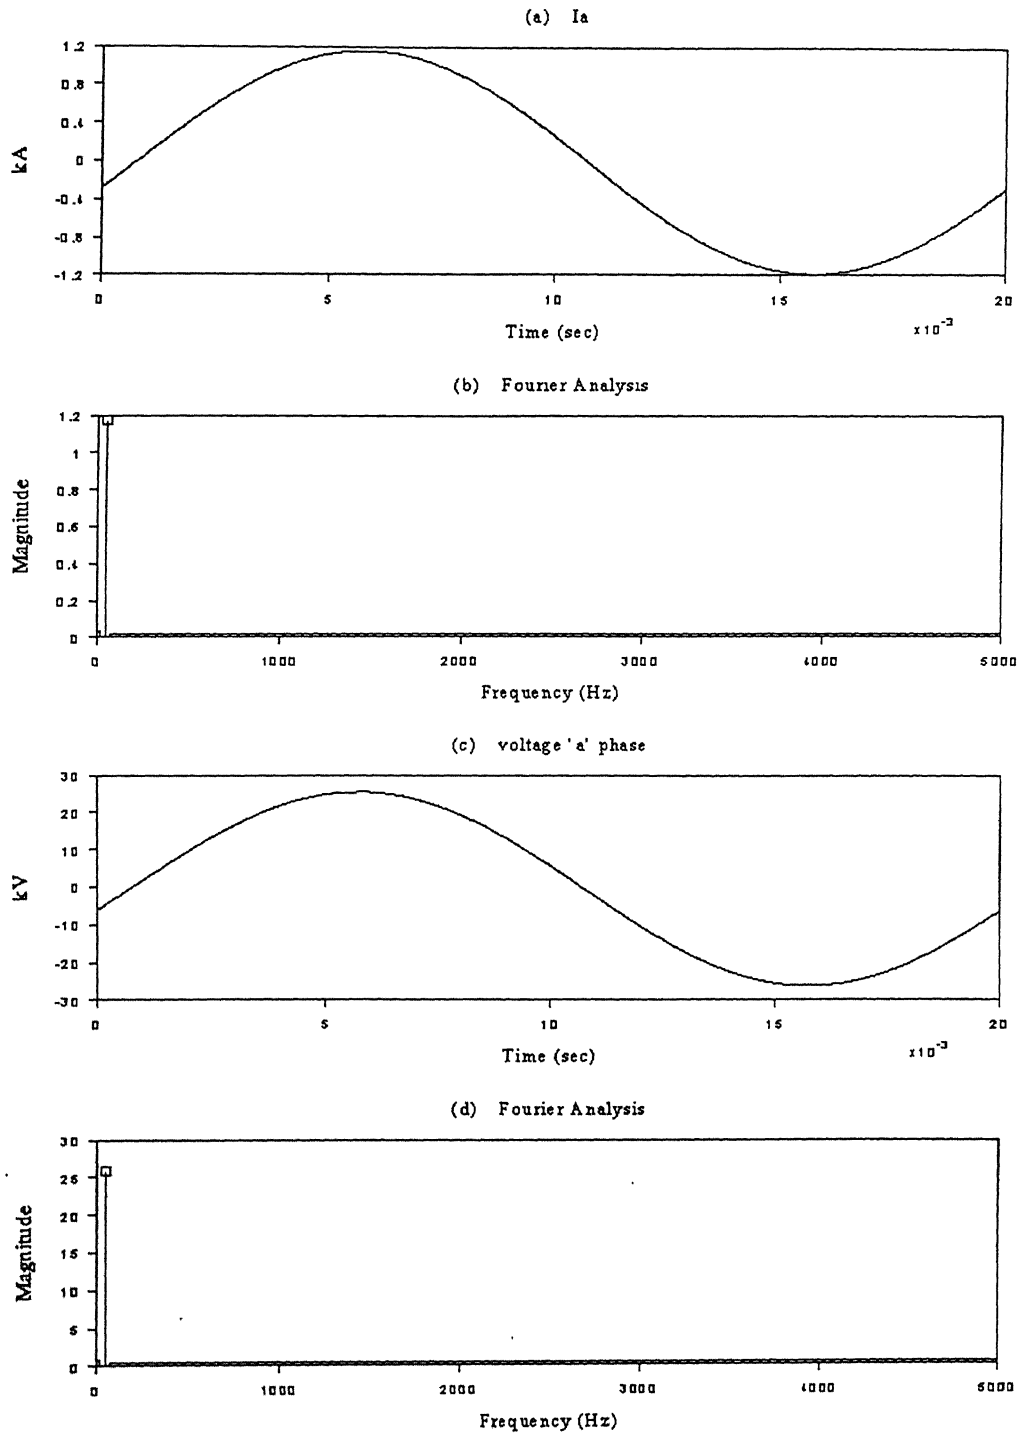 (a) Ia
1.2
0.8
0.4
0
-0.4
-0.8
-1.2
kA
0 5 10 15 20
Time (sec)
x10-3
(b) Fourier Analysis
1.2
1
0.8
0.6
0.4
0.2
0
Magnitude
0 1000 2000 3000 4000 5000
Frequency (Hz)
(c) voltage 'a' phase
30
20
10
0
-10
-20
-30
kV
0 5 10 15 20
Time (sec)
x10-3
(d) Fourier Analysis
30
25
20
15
10
5
0
Magnitude
0 1000 2000 3000 4000 5000
Frequency (Hz)